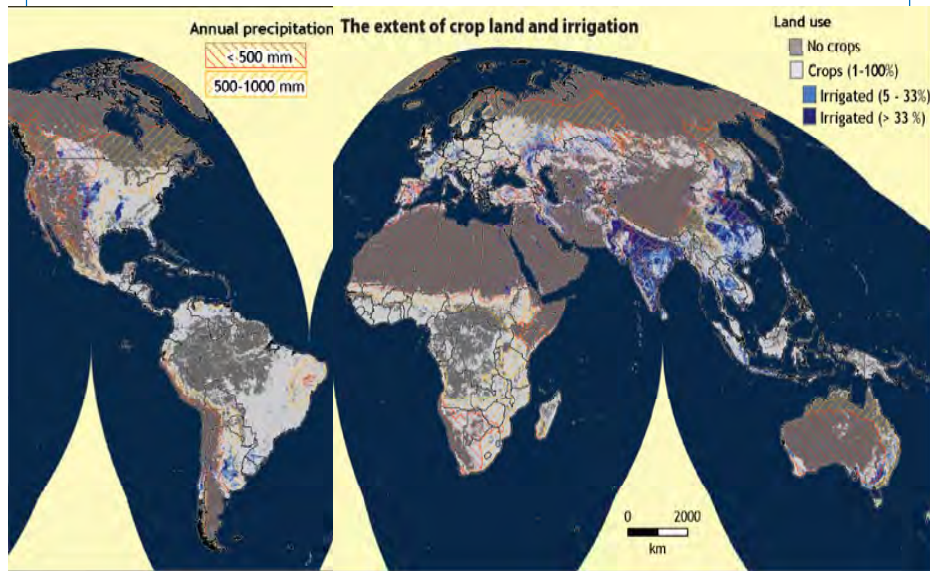 Annual precipitation
< 500 mm
500-1000 mm
The extent of crop land and irrigation
Land use
No crops
Crops (1-100%)
Irrigated (5 - 33%)
Irrigated (> 33 %)
0 2000
km